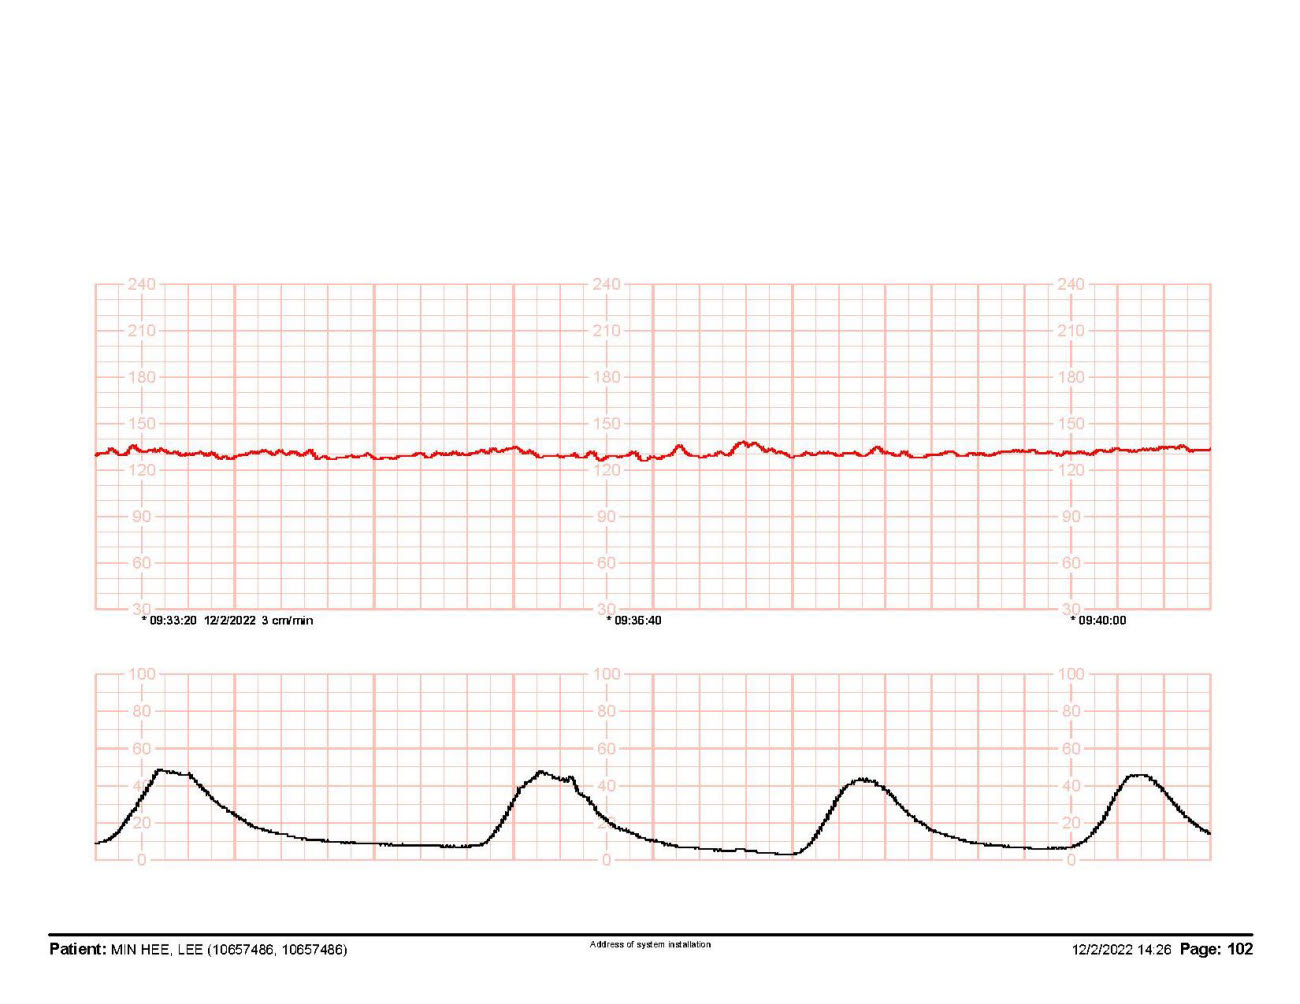 240 240 240
210 210 210
180 180 180
150 150 150
120 120 120
90 90 90
60 60 60
30 30 30
* 09:33:20 12/2/2022 3 cm/min * 09:36:40 * 09:40:00
100 100 100
80 80 80
60 60 60
40 40 40
20 20 20
0 0 0
Patient: MIN HEE, LEE (10657486, 10657486) Address of system installation 12/2/2022 14:26 Page: 102